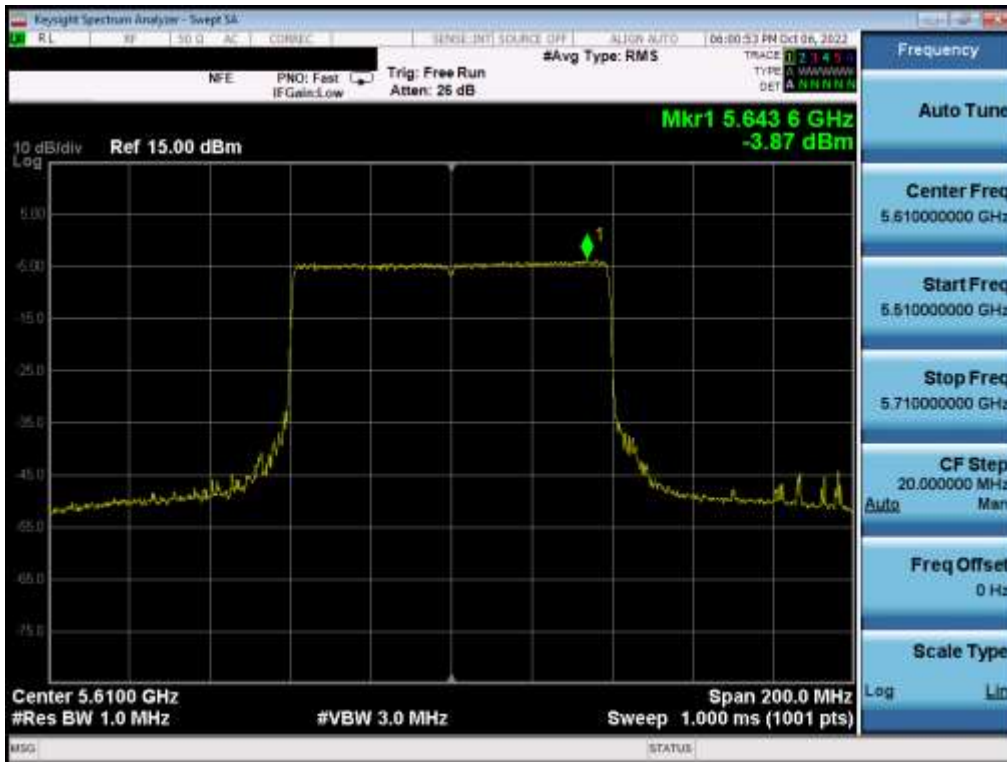 Keysight Spectrum Analyzer - Swept SA
RL RF 50 Ω AC CORREC SENSE:INT SOURCE OFF ALIGN AUTO 06:00:53 PM Oct 06, 2022
#Avg Type: RMS
TRACE 1 2 3 4 5 6
NFE PNO: Fast Trig: Free Run
TYPE A WWWWW
IFGain:Low Atten: 26 dB
DET A N N N N N
Mkr1 5.643 6 GHz
-3.87 dBm
10 dB/div Ref 15.00 dBm
Log
5.00
1
-5.00
-15.0
-25.0
-35.0
-45.0
-55.0
-65.0
-75.0
Center 5.6100 GHz Span 200.0 MHz
#Res BW 1.0 MHz #VBW 3.0 MHz Sweep 1.000 ms (1001 pts)
MSG STATUS
Frequency
Auto Tune
Center Freq
5.610000000 GHz
Start Freq
5.510000000 GHz
Stop Freq
5.710000000 GHz
CF Step
20.000000 MHz
Auto Man
Freq Offset
0 Hz
Scale Type
Log Lin